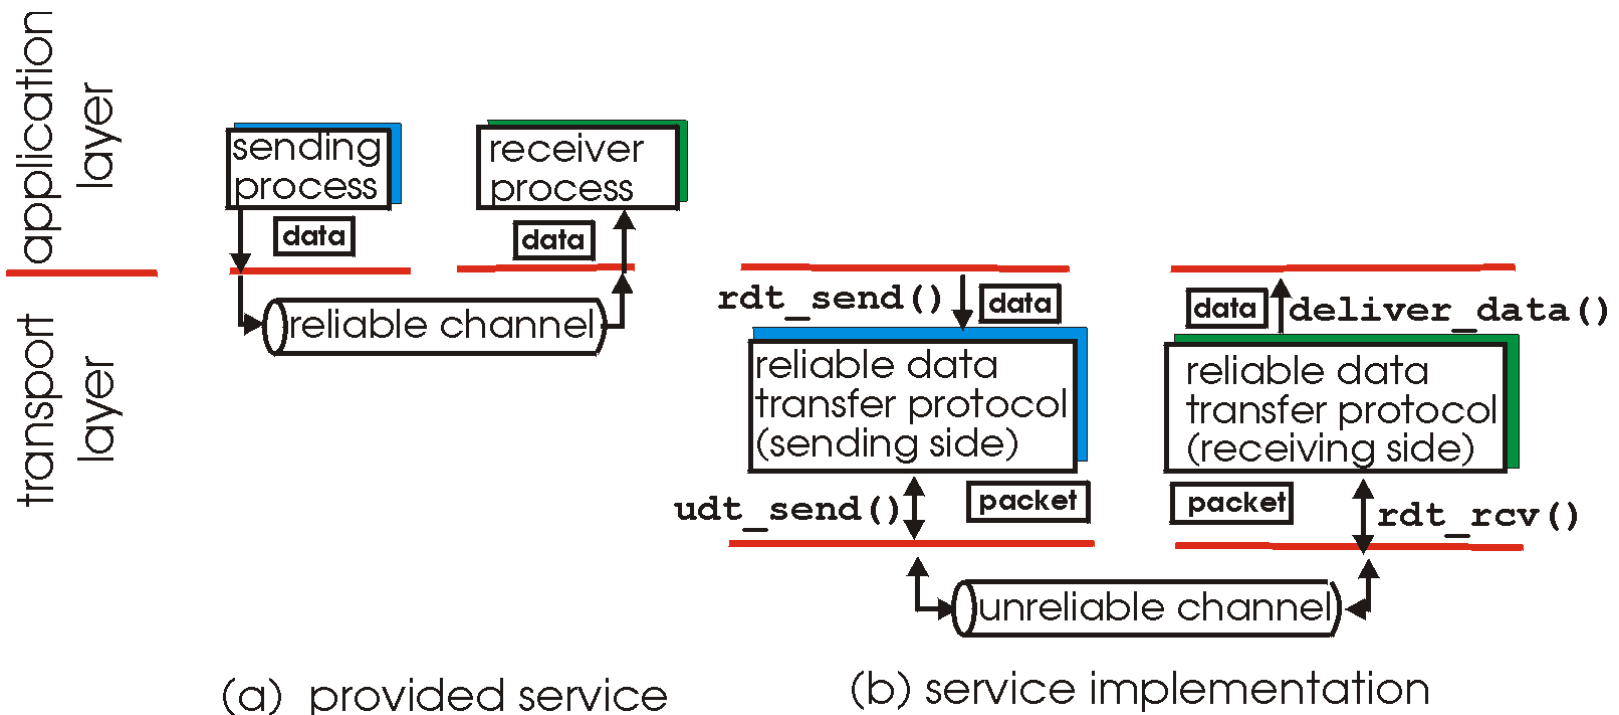 application
layer
transport
layer
sending
process
data
receiver
process
data
reliable channel
(a) provided service
rdt_send()
data
reliable data
transfer protocol
(sending side)
udt_send()
packet
data
deliver_data()
reliable data
transfer protocol
(receiving side)
packet
rdt_rcv()
unreliable channel
(b) service implementation